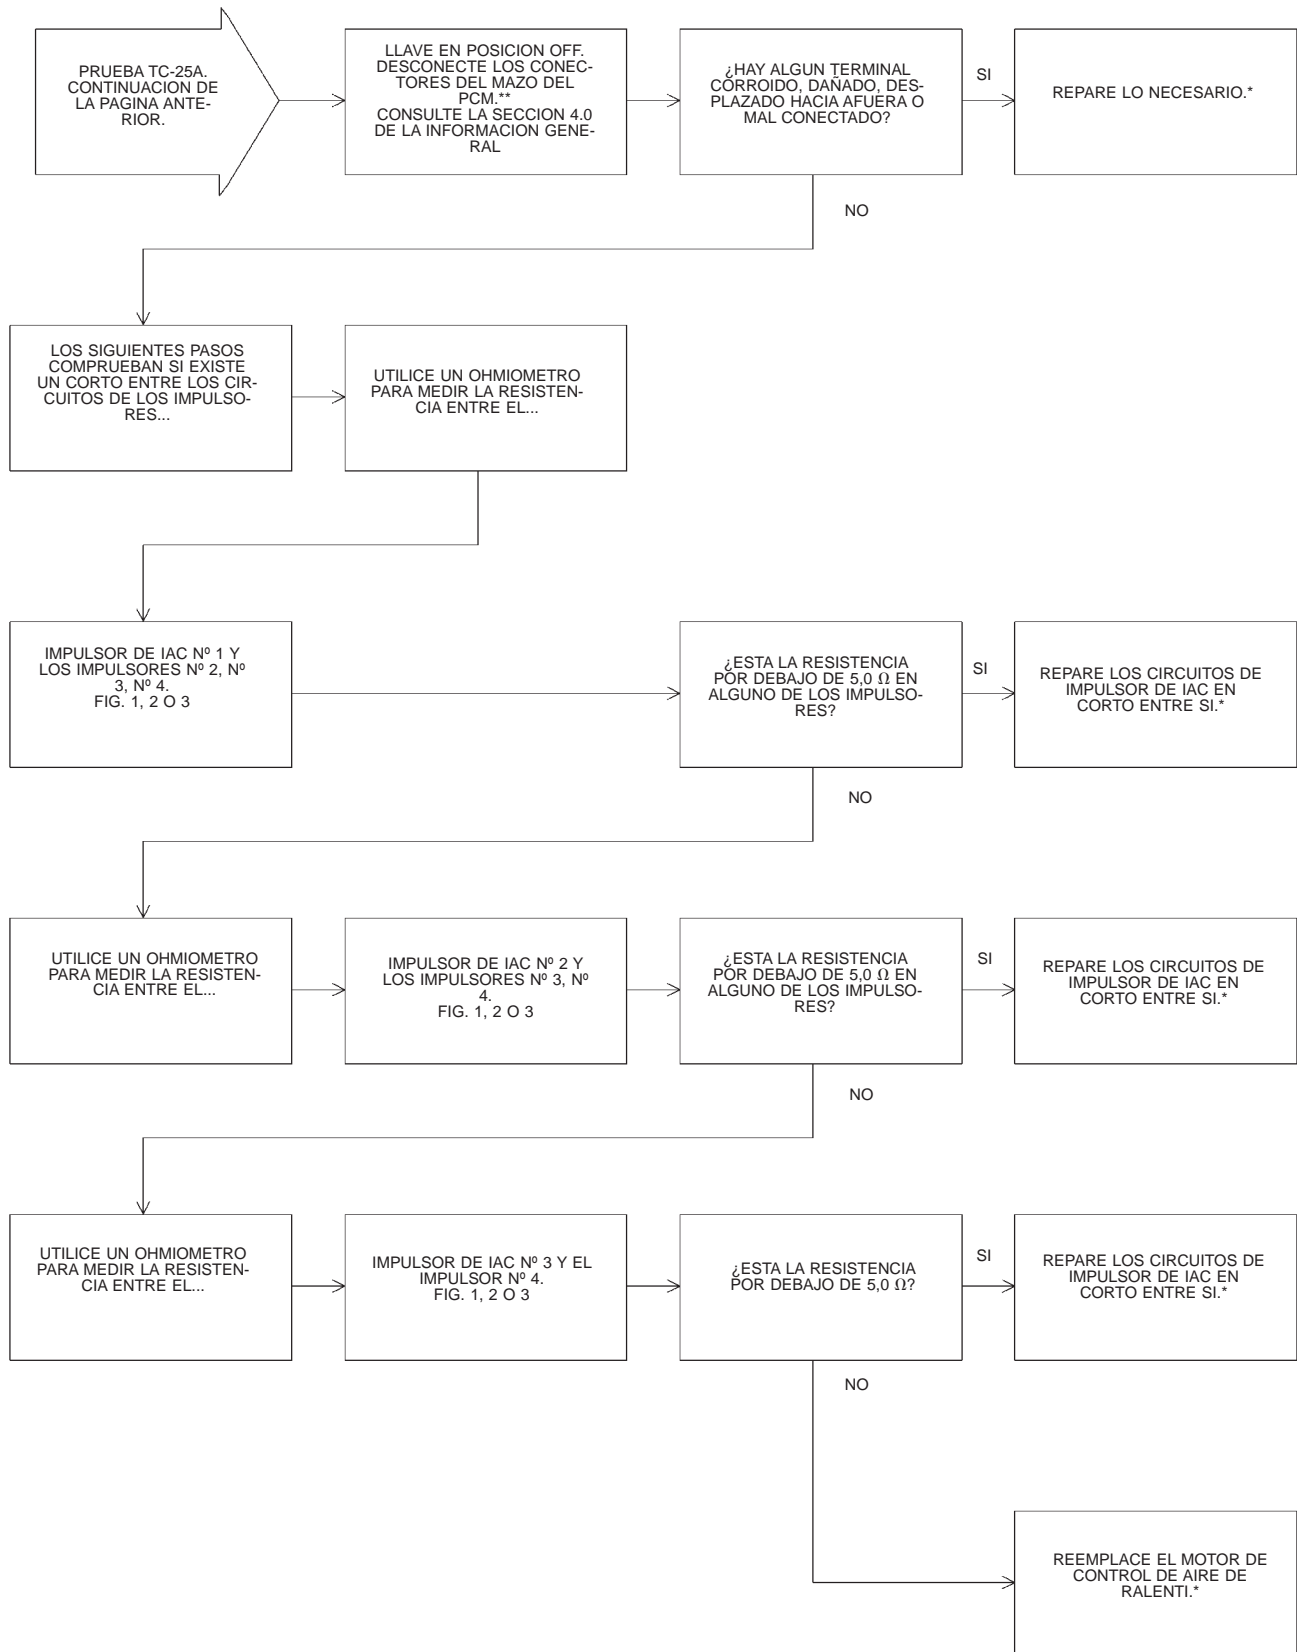 PRUEBA TC-25A.
CONTINUACION DE
LA PAGINA ANTE-
RIOR.
LLAVE EN POSICION OFF.
DESCONECTE LOS CONEC-
TORES DEL MAZO DEL
PCM.**
CONSULTE LA SECCION 4.0
DE LA INFORMACION GENE-
RAL
¿HAY ALGUN TERMINAL
CORROIDO, DAÑADO, DES-
PLAZADO HACIA AFUERA O
MAL CONECTADO?
SI
REPARE LO NECESARIO.*
NO
LOS SIGUIENTES PASOS
COMPRUEBAN SI EXISTE
UN CORTO ENTRE LOS CIR-
CUITOS DE LOS IMPULSO-
RES...
UTILICE UN OHMIOMETRO
PARA MEDIR LA RESISTEN-
CIA ENTRE EL...
IMPULSOR DE IAC Nº 1 Y
LOS IMPULSORES Nº 2, Nº
3, Nº 4.
FIG. 1, 2 O 3
¿ESTA LA RESISTENCIA
POR DEBAJO DE 5,0 Ω EN
ALGUNO DE LOS IMPULSO-
RES?
SI
REPARE LOS CIRCUITOS DE
IMPULSOR DE IAC EN
CORTO ENTRE SI.*
NO
UTILICE UN OHMIOMETRO
PARA MEDIR LA RESISTEN-
CIA ENTRE EL...
IMPULSOR DE IAC Nº 2 Y
LOS IMPULSORES Nº 3, Nº
4.
FIG. 1, 2 O 3
¿ESTA LA RESISTENCIA
POR DEBAJO DE 5,0 Ω EN
ALGUNO DE LOS IMPULSO-
RES?
SI
REPARE LOS CIRCUITOS DE
IMPULSOR DE IAC EN
CORTO ENTRE SI.*
NO
UTILICE UN OHMIOMETRO
PARA MEDIR LA RESISTEN-
CIA ENTRE EL...
IMPULSOR DE IAC Nº 3 Y EL
IMPULSOR Nº 4.
FIG. 1, 2 O 3
¿ESTA LA RESISTENCIA
POR DEBAJO DE 5,0 Ω?
SI
REPARE LOS CIRCUITOS DE
IMPULSOR DE IAC EN
CORTO ENTRE SI.*
NO
REEMPLACE EL MOTOR DE
CONTROL DE AIRE DE
RALENTI.*